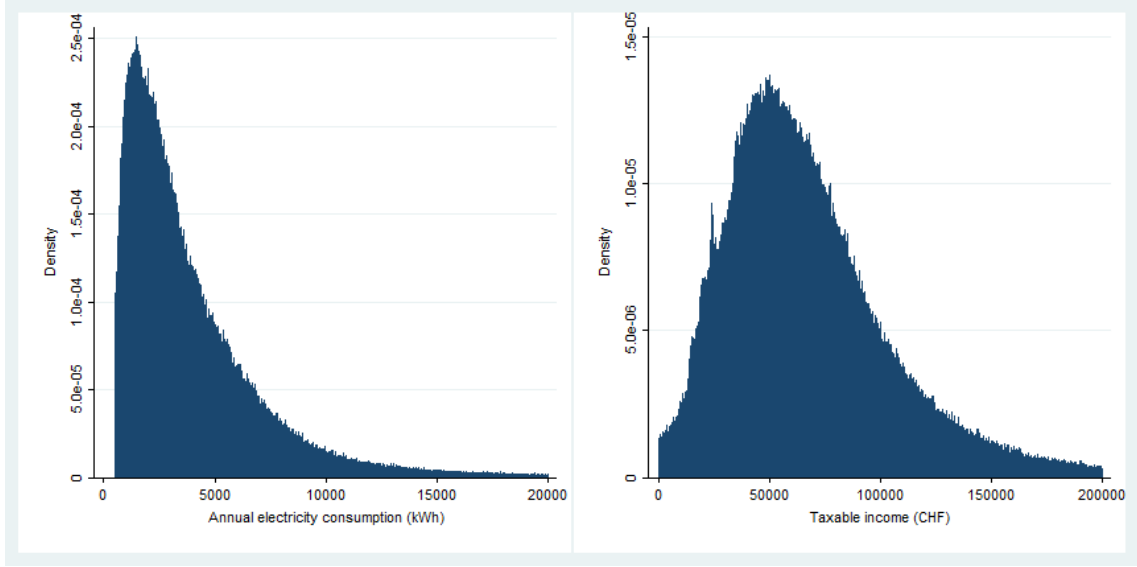 2.5e-04
2.0e-04
1.5e-04
1.0e-04
5.0e-05
0
Density
0 5000 10000 15000 20000
Annual electricity consumption (kWh)
1.5e-05
1.0e-05
5.0e-06
0
Density
0 50000 100000 150000 200000
Taxable income (CHF)